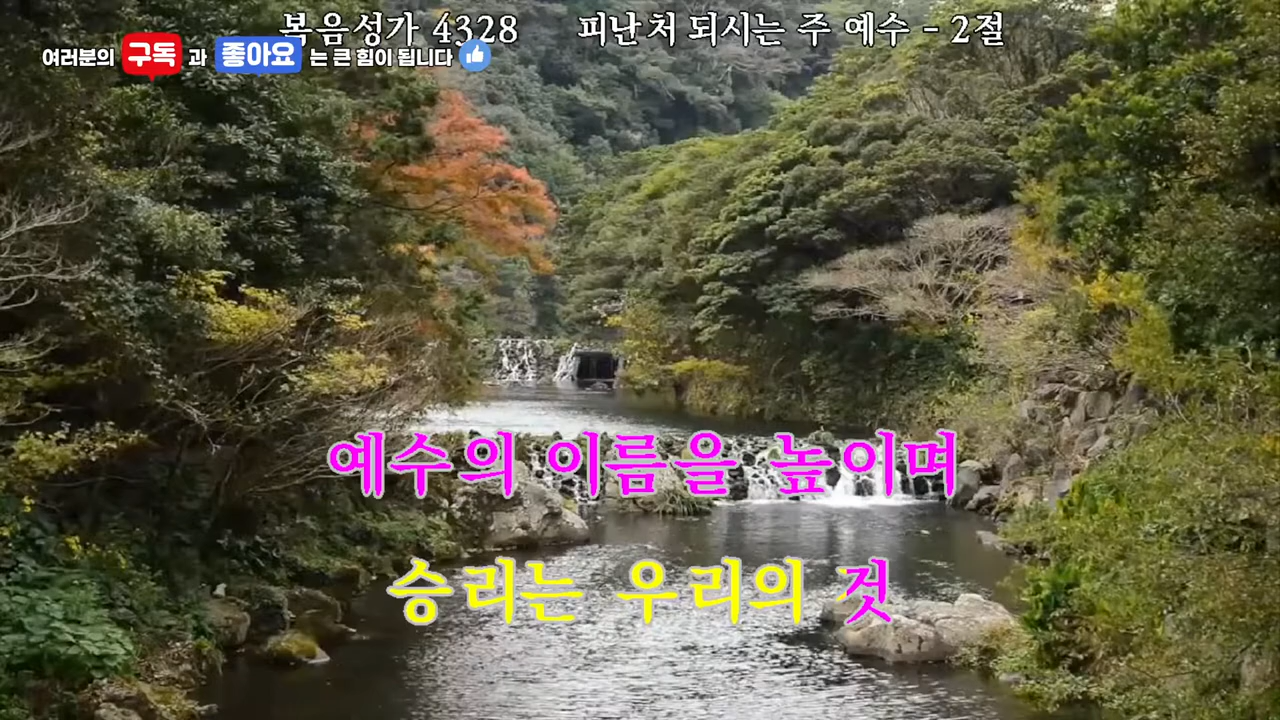 복음성가 4328 피난처 되시는 주 예수 - 2절
여러분의 구독 과 좋아요 는 큰 힘이 됩니다
예수의 이름을 높이며
승리는 우리의 것